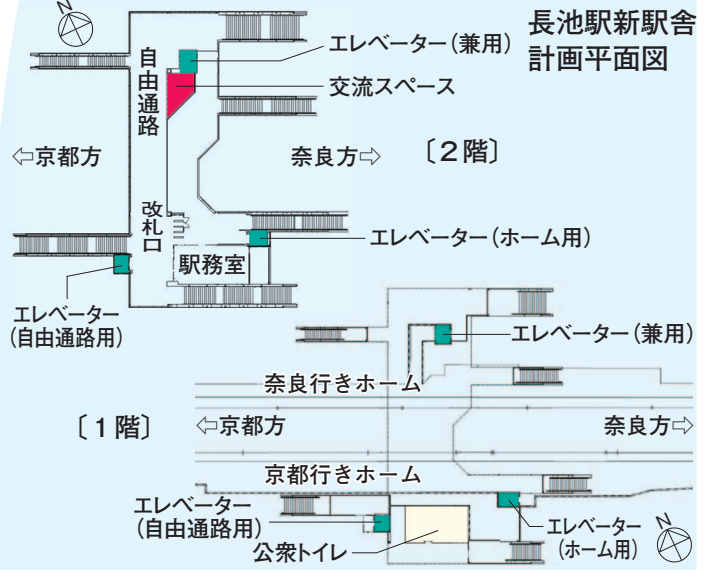 長池駅新駅舎
計画平面図
N
エレベーター(兼用)
交流スペース
自由通路
⇦京都方
奈良方⇨
〔2階〕
改札口
エレベーター(ホーム用)
駅務室
エレベーター
(自由通路用)
エレベーター(兼用)
奈良行きホーム
〔1階〕
⇦京都方
奈良方⇨
京都行きホーム
エレベーター
(自由通路用)
公衆トイレ
エレベーター
(ホーム用)
N